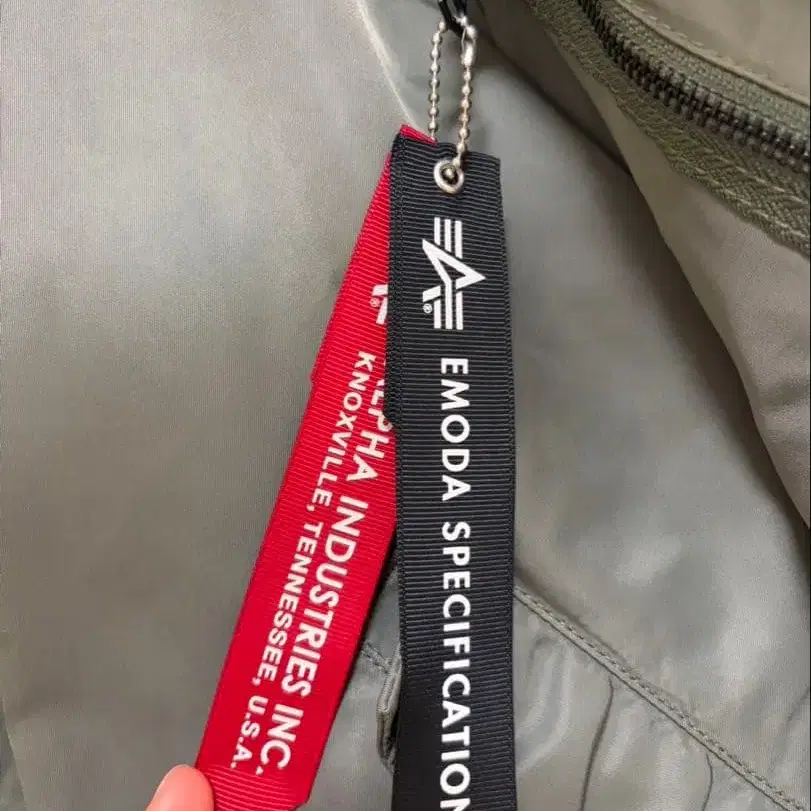 ALPHA INDUSTRIES INC.
KNOXVILLE, TENNESSEE, U.S.A.
EMODA SPECIFICATION